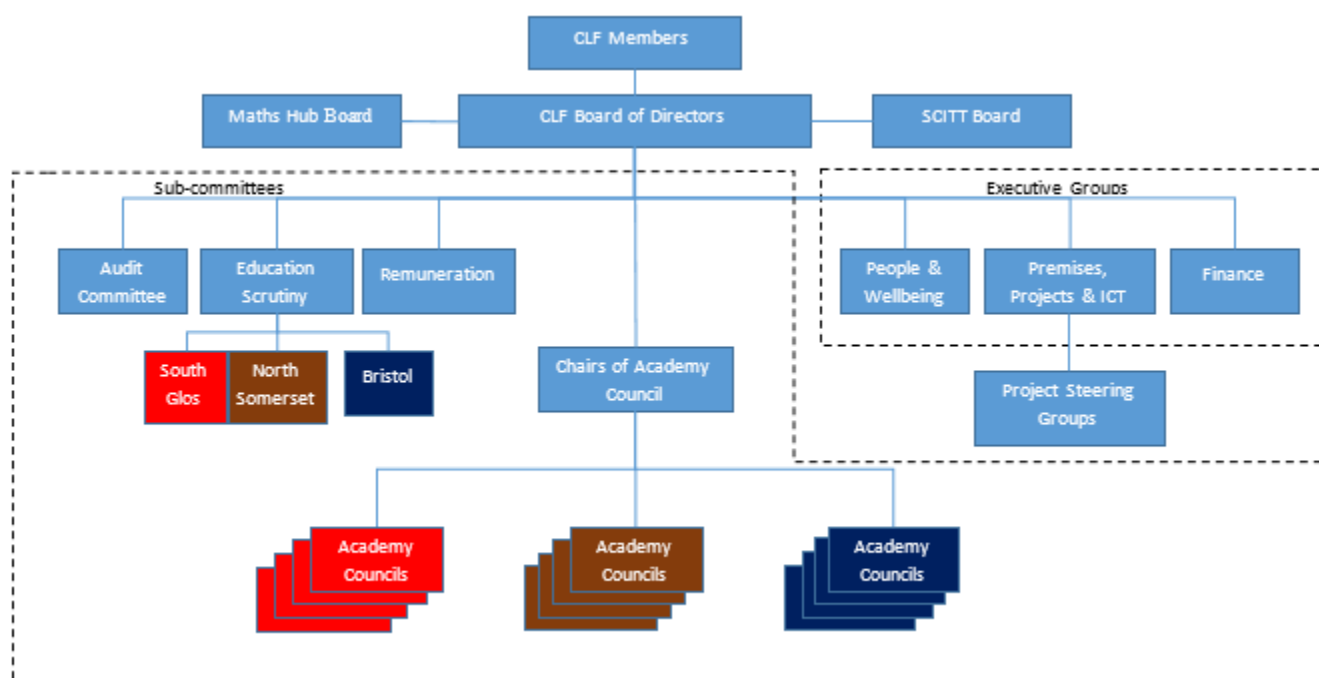 CLF Members
Maths Hub Board
CLF Board of Directors
SCITT Board
Sub-committees
Executive Groups
Audit
Committee
Education
Scrutiny
Remuneration
People &
Wellbeing
Premises,
Projects & ICT
Finance
South
Glos
North
Somerset
Bristol
Chairs of Academy
Council
Project Steering
Groups
Academy
Councils
Academy
Councils
Academy
Councils